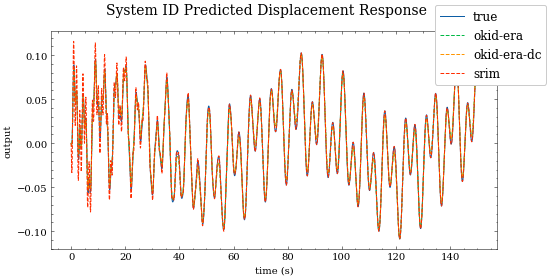 System ID Predicted Displacement Response
true
okid-era
okid-era-dc
srim
0.10
0.05
0.00
−0.05
−0.10
output
0 20 40 60 80 100 120 140
time (s)